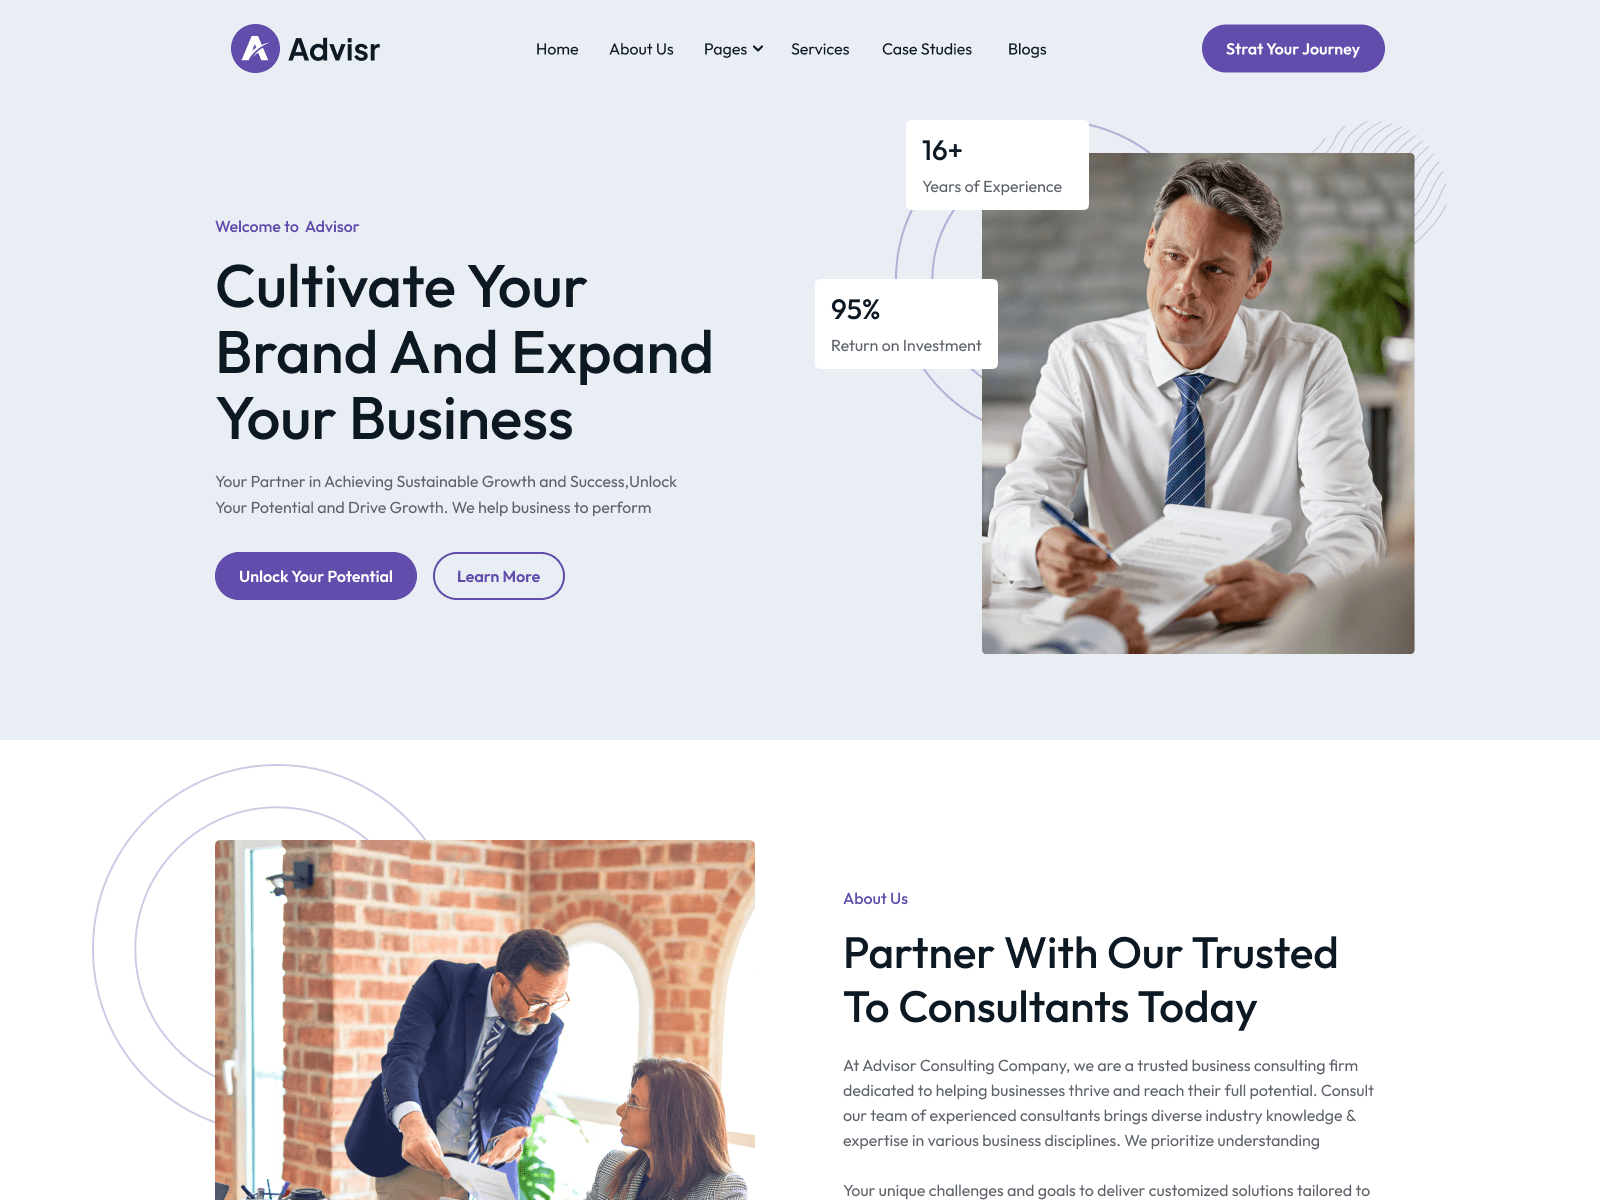 Advisr
Home
About Us
Pages
Services
Case Studies
Blogs
Strat Your Journey
16+
Years of Experience
95%
Return on Investment
Welcome to Advisor
Cultivate Your
Brand And Expand
Your Business
Your Partner in Achieving Sustainable Growth and Success,Unlock
Your Potential and Drive Growth. We help business to perform
Unlock Your Potential
Learn More
About Us
Partner With Our Trusted
To Consultants Today
At Advisor Consulting Company, we are a trusted business consulting firm
dedicated to helping businesses thrive and reach their full potential. Consult
our team of experienced consultants brings diverse industry knowledge &
expertise in various business disciplines. We prioritize understanding
Your unique challenges and goals to deliver customized solutions tailored to